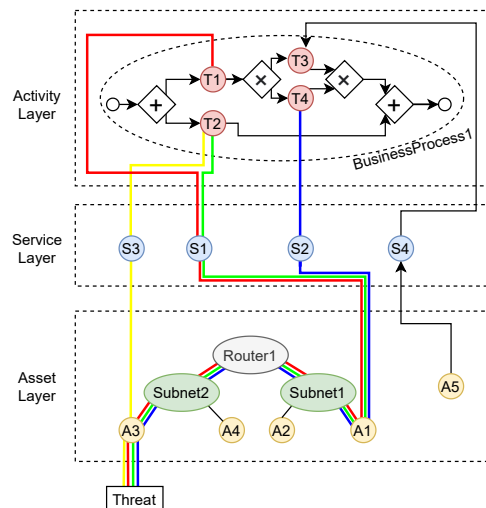 T1
T3
T4
T2
+
×
×
+
BusinessProcess1
Activity
Layer
Service
Layer
S3
S1
S2
S4
Asset
Layer
Router1
Subnet2
Subnet1
A5
A3
A4
A2
A1
Threat